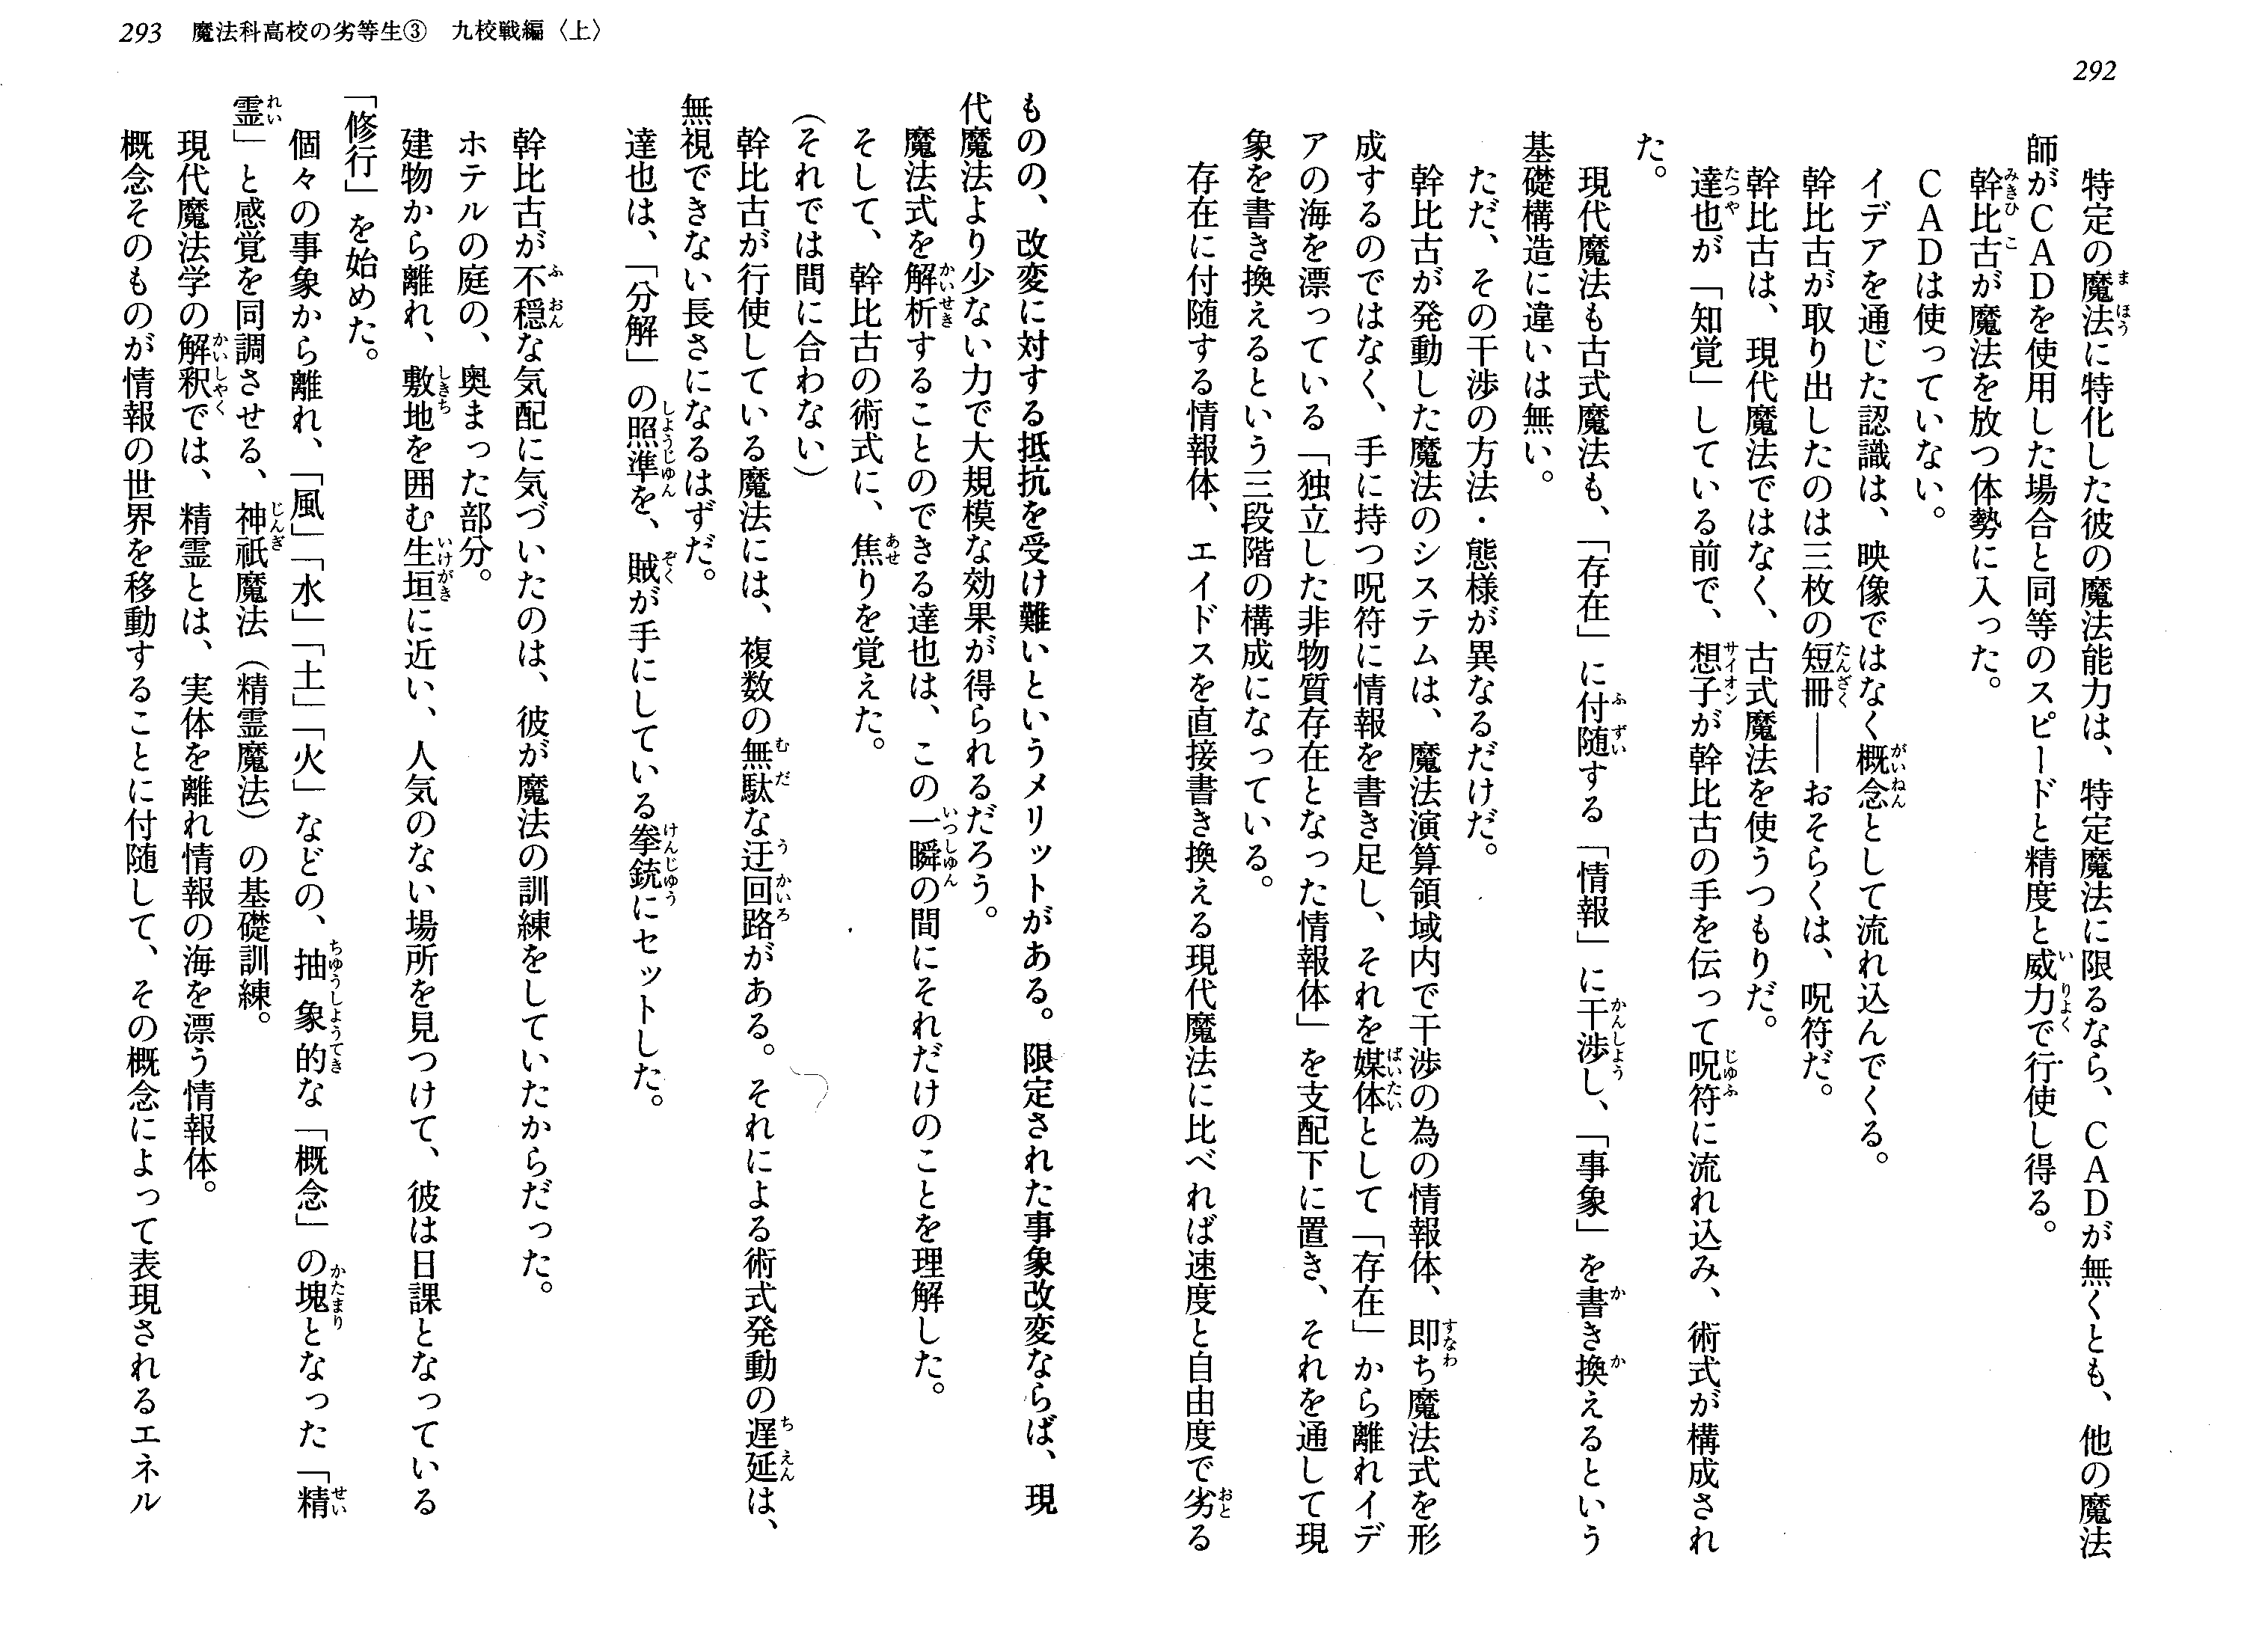 292
特定の魔法に特化した彼の魔法能力は、特定魔法に限るなら、CADが無くとも、他の魔法
師がCADを使用した場合と同等のスピードと精度と威力で行使し得る。
幹比古が魔法を放つ体勢に入った。
CADは使っていない。
イデアを通じた認識は、映像ではなく概念として流れ込んでくる。
幹比古が取り出したのは三枚の短冊――おそらくは、呪符だ。
幹比古は、現代魔法ではなく、古式魔法を使うつもりだ。
達也が「知覚」している前で、想子が幹比古の手を伝って呪符に流れ込み、術式が構成され
た。
現代魔法も古式魔法も、「存在」に付随する「情報」に干渉し、「事象」を書き換えるという
基礎構造に違いは無い。
ただ、その干渉の方法・態様が異なるだけだ。
幹比古が発動した魔法のシステムは、魔法演算領域内で干渉の為の情報体、即ち魔法式を形
成するのではなく、手に持つ呪符に情報を書き足し、それを媒体として「存在」から離れイデ
アの海を漂っている「独立した非物質存在となった情報体」を支配下に置き、それを通して現
象を書き換えるという三段階の構成になっている。
存在に付随する情報体、エイドスを直接書き換える現代魔法に比べれば速度と自由度で劣る
293 魔法科高校の劣等生③ 九校戦編〈上〉
ものの、改変に対する抵抗を受け難いというメリットがある。限定された事象改変ならば、現
代魔法より少ない力で大規模な効果が得られるだろう。
魔法式を解析することのできる達也は、この一瞬の間にそれだけのことを理解した。
そして、幹比古の術式に、焦りを覚えた。
(それでは間に合わない)
幹比古が行使している魔法には、複数の無駄な迂回路がある。それによる術式発動の遅延は、
無視できない長さになるはずだ。
達也は、「分解」の照準を、賊が手にしている拳銃にセットした。
幹比古が不穏な気配に気づいたのは、彼が魔法の訓練をしていたからだった。
ホテルの庭の、奥まった部分。
建物から離れ、敷地を囲む生垣に近い、人気のない場所を見つけて、彼は日課となっている
「修行」を始めた。
個々の事象から離れ、「風」「水」「土」「火」などの、抽象的な「概念」の塊となった「精
霊」と感覚を同調させる、神祇魔法(精霊魔法)の基礎訓練。
現代魔法学の解釈では、精霊とは、実体を離れ情報の海を漂う情報体。
概念そのものが情報の世界を移動することに付随して、その概念によって表現されるエネル